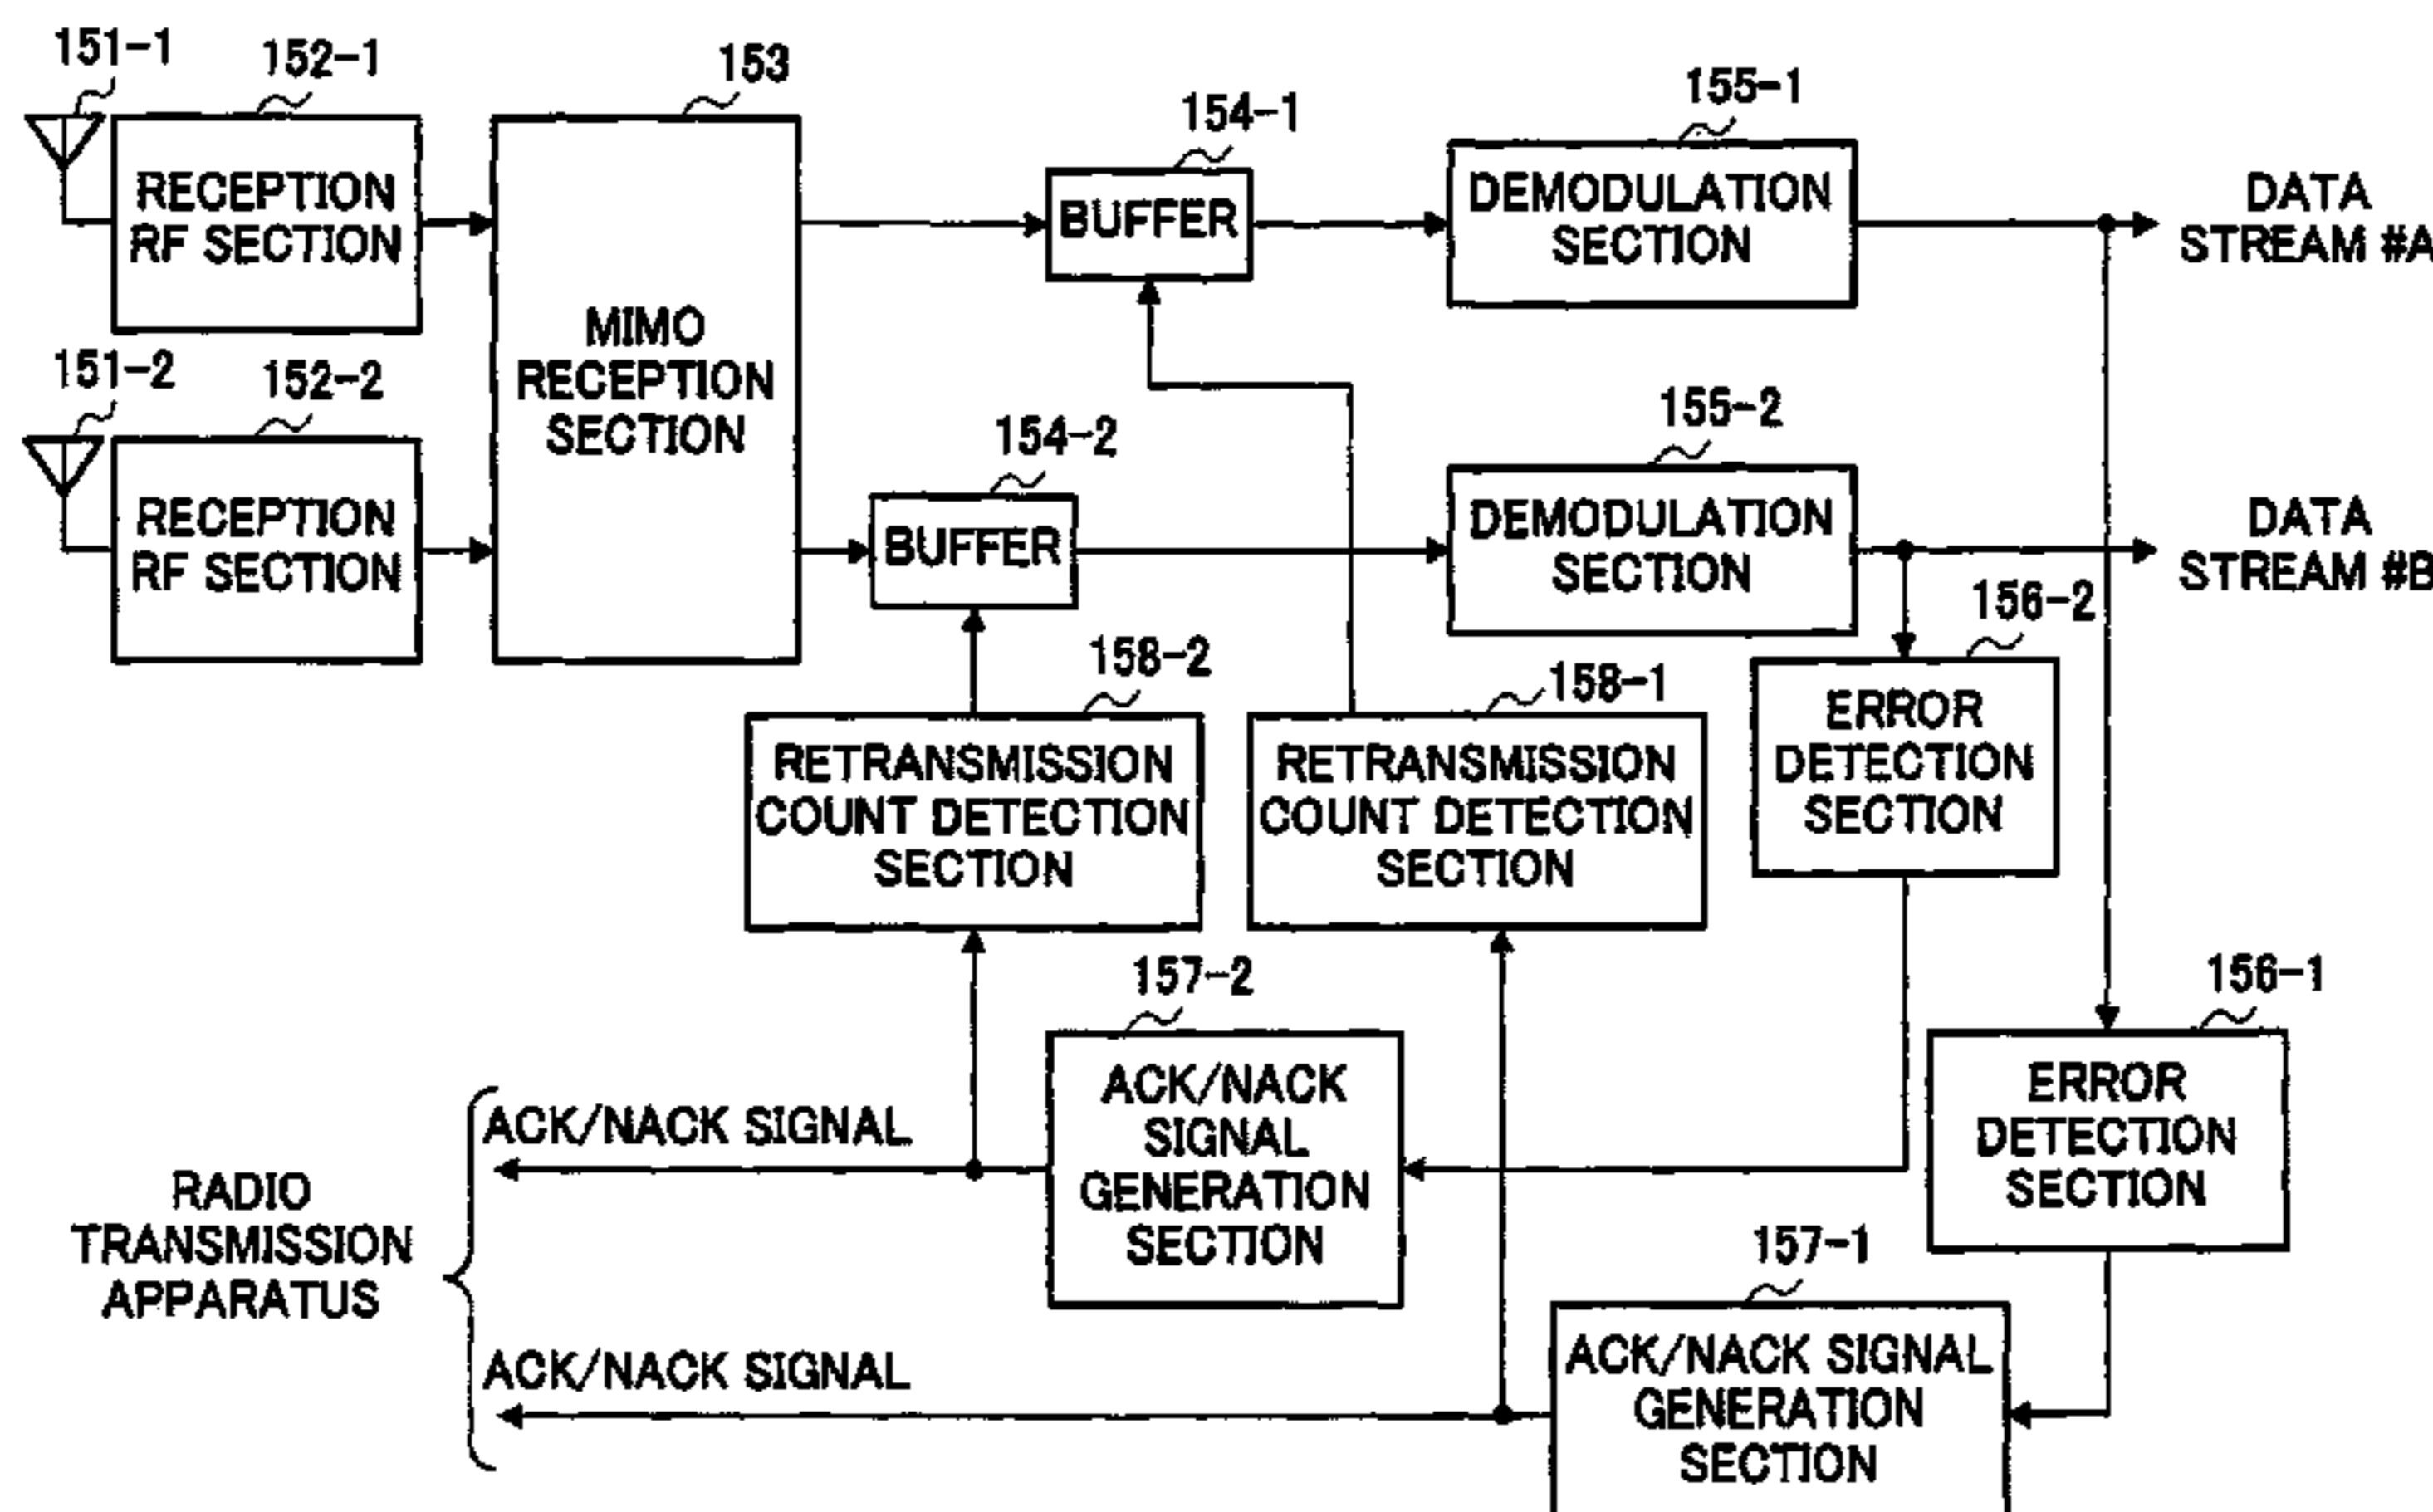 151-1
152-1
153
154-1
155-1
RECEPTION
RF SECTION
MIMO
RECEPTION
SECTION
BUFFER
DEMODULATION
SECTION
DATA
STREAM #A
151-2
152-2
154-2
155-2
RECEPTION
RF SECTION
BUFFER
DEMODULATION
SECTION
DATA
STREAM #B
156-2
158-2
158-1
RETRANSMISSION
COUNT DETECTION
SECTION
RETRANSMISSION
COUNT DETECTION
SECTION
ERROR
DETECTION
SECTION
157-2
156-1
ACK/NACK SIGNAL
ACK/NACK
SIGNAL
GENERATION
SECTION
ERROR
DETECTION
SECTION
RADIO
TRANSMISSION
APPARATUS
157-1
ACK/NACK SIGNAL
ACK/NACK SIGNAL
GENERATION
SECTION